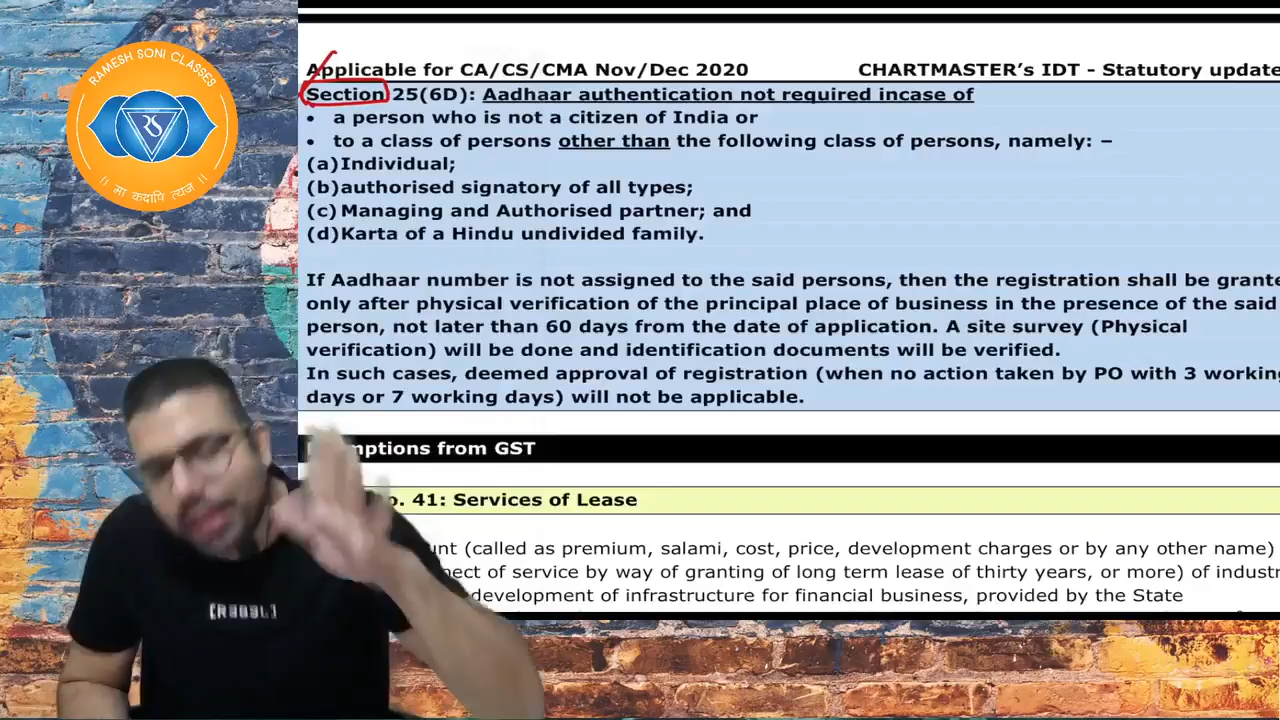 RAMESH SONI CLASSES
।। मा कदापि त्यज ।।
Applicable for CA/CS/CMA Nov/Dec 2020 CHARTMASTER’s IDT - Statutory update
Section 25(6D): Aadhaar authentication not required incase of
• a person who is not a citizen of India or
• to a class of persons other than the following class of persons, namely: –
(a) Individual;
(b) authorised signatory of all types;
(c) Managing and Authorised partner; and
(d) Karta of a Hindu undivided family.
If Aadhaar number is not assigned to the said persons, then the registration shall be grante
only after physical verification of the principal place of business in the presence of the said
person, not later than 60 days from the date of application. A site survey (Physical
verification) will be done and identification documents will be verified.
In such cases, deemed approval of registration (when no action taken by PO with 3 working
days or 7 working days) will not be applicable.
mptions from GST
o. 41: Services of Lease
unt (called as premium, salami, cost, price, development charges or by any other name)
pect of service by way of granting of long term lease of thirty years, or more) of industr
development of infrastructure for financial business, provided by the State